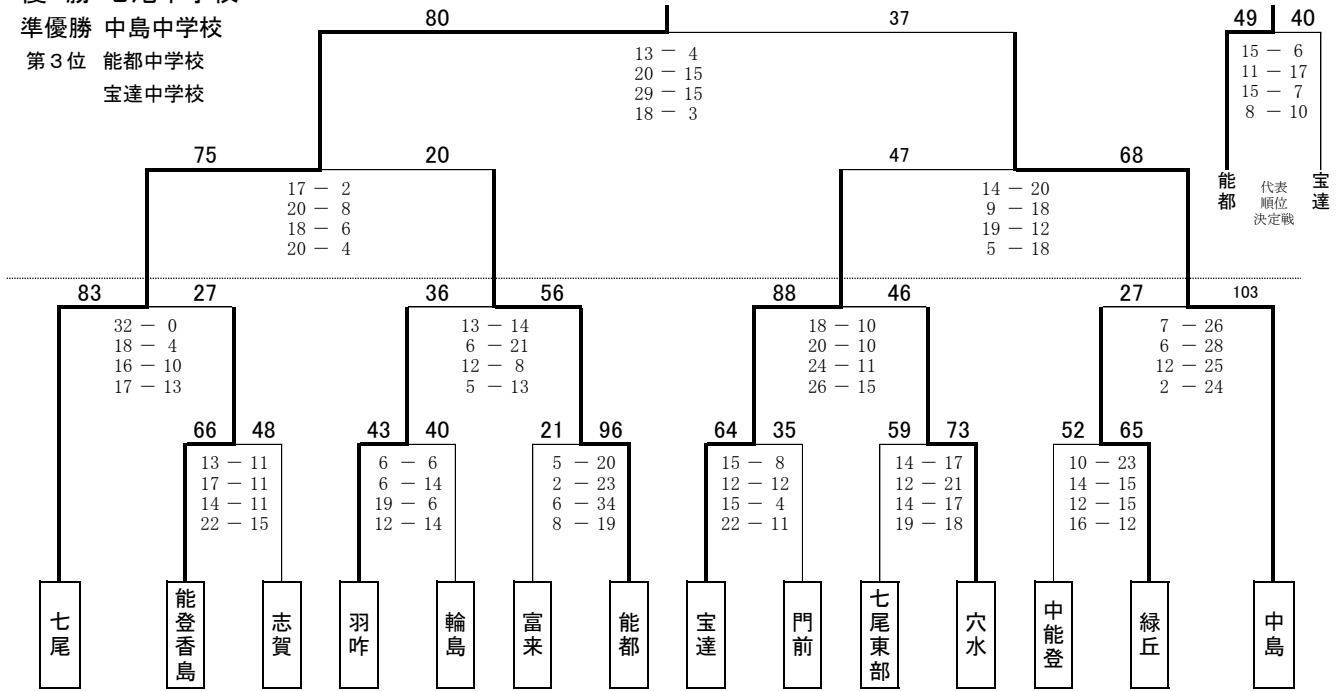 優 勝 七尾中学校
準優勝 中島中学校
第3位 能都中学校
宝達中学校
80 37
13 － 4
20 － 15
29 － 15
18 － 3
49 40
15 － 6
11 － 17
15 － 7
8 － 10
能都
代表
順位
決定戦
宝達
75 20
17 － 2
20 － 8
18 － 6
20 － 4
47 68
14 － 20
9 － 18
19 － 12
5 － 18
83 27
32 － 0
18 － 4
16 － 10
17 － 13
36 56
13 － 14
6 － 21
12 － 8
5 － 13
88 46
18 － 10
20 － 10
24 － 11
26 － 15
27 103
7 － 26
6 － 28
12 － 25
2 － 24
66 48
13 － 11
17 － 11
14 － 11
22 － 15
43 40
6 － 6
6 － 14
19 － 6
12 － 14
21 96
5 － 20
2 － 23
6 － 34
8 － 19
64 35
15 － 8
12 － 12
15 － 4
22 － 11
59 73
14 － 17
12 － 21
14 － 17
19 － 18
52 65
10 － 23
14 － 15
12 － 15
16 － 12
七尾
能登香島
志賀
羽咋
輪島
富来
能都
宝達
門前
七尾東部
穴水
中能登
緑丘
中島